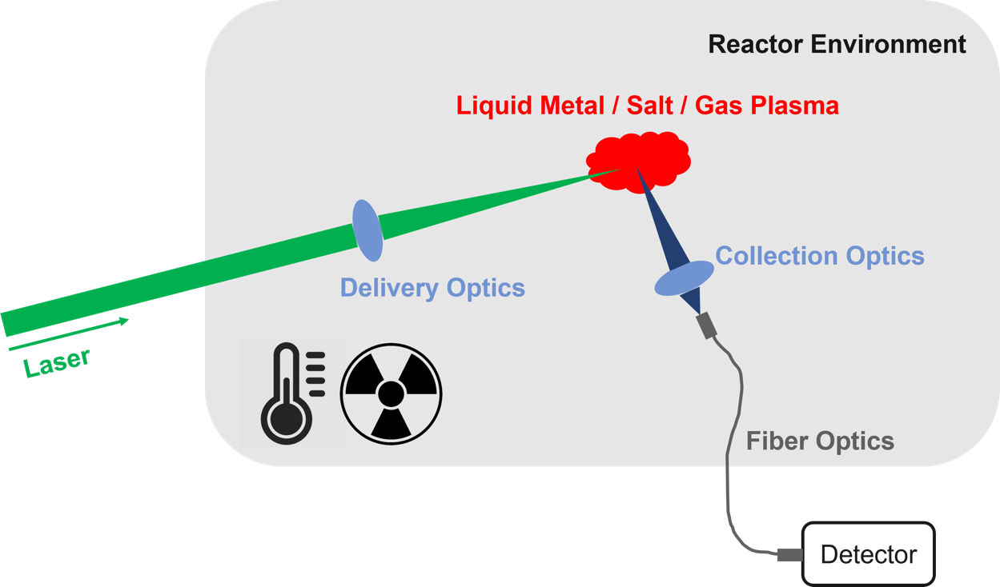 Reactor Environment
Liquid Metal / Salt / Gas Plasma
Collection Optics
Delivery Optics
Laser
Fiber Optics
Detector